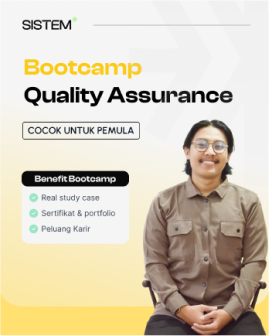 SISTEM
Bootcamp
Quality Assurance
COCOK UNTUK PEMULA
Benefit Bootcamp
Real study case
Sertifikat & portfolio
Peluang Karir